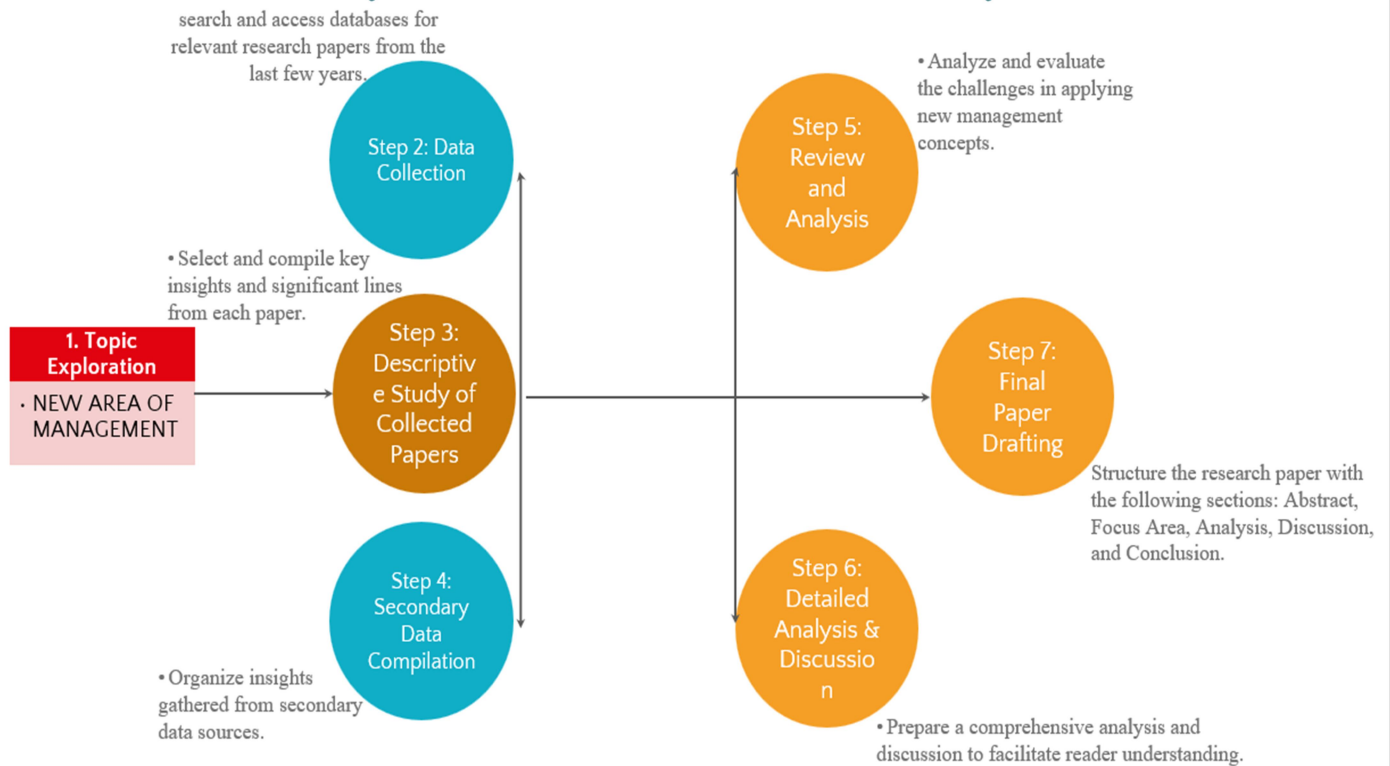 search and access databases for
relevant research papers from the
last few years.
Step 2: Data
Collection
• Select and compile key
insights and significant lines
from each paper.
1. Topic
Exploration
• NEW AREA OF
MANAGEMENT
Step 3:
Descriptiv
e Study of
Collected
Papers
Step 4:
Secondary
Data
Compilation
• Organize insights
gathered from secondary
data sources.
Step 5:
Review
and
Analysis
• Analyze and evaluate
the challenges in applying
new management
concepts.
Step 6:
Detailed
Analysis &
Discussio
n
• Prepare a comprehensive analysis and
discussion to facilitate reader understanding.
Step 7:
Final
Paper
Drafting
Structure the research paper with
the following sections: Abstract,
Focus Area, Analysis, Discussion,
and Conclusion.